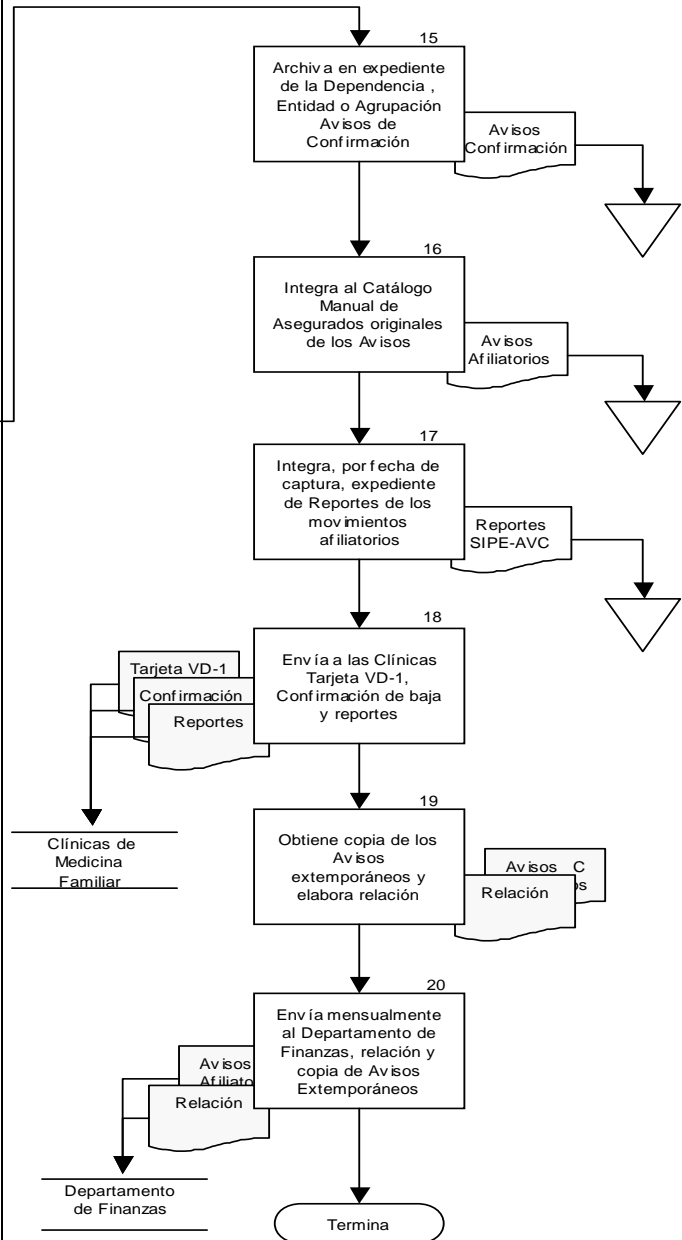 15
Archiva en expediente
de la Dependencia ,
Entidad o Agrupación
Avisos de
Confirmación
Avisos
Confirmación
16
Integra al Catálogo
Manual de
Asegurados originales
de los Avisos
Avisos
Afiliatorios
17
Integra, por fecha de
captura, expediente
de Reportes de los
movimientos
afiliatorios
Reportes
SIPE-AVC
18
Envía a las Clínicas
Tarjeta VD-1,
Confirmación de baja
y reportes
Tarjeta VD-1
Confirmación
Reportes
Clínicas de
Medicina
Familiar
19
Obtiene copia de los
Avisos
extemporáneos y
elabora relación
Avisos C
os
Relación
20
Envía mensualmente
al Departamento de
Finanzas, relación y
copia de Avisos
Extemporáneos
Avisos
Afiliato
Relación
Departamento
de Finanzas
Termina